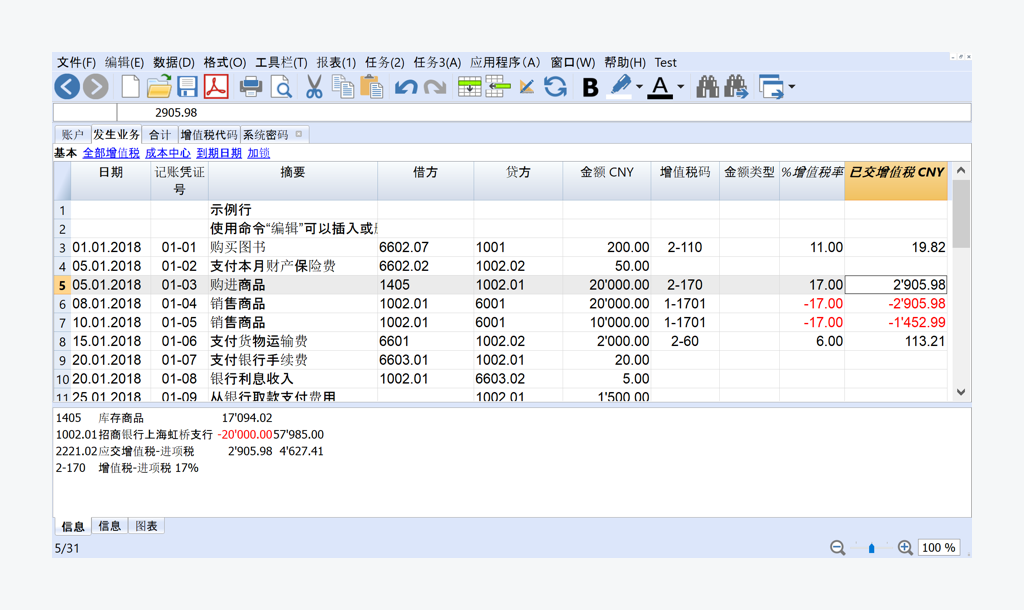 文件(F) 编辑(E) 数据(D) 格式(O) 工具栏(T) 报表(1) 任务(2) 任务3(A) 应用程序(A) 窗口(W) 帮助(H) Test
B A
2905.98
账户 发生业务 合计 增值税代码 系统密码
基本 全部增值税 成本中心 到期日期 加锁
日期 记账凭证号 摘要 借方 贷方 金额 CNY 增值税码 金额类型 %增值税率 已交增值税 CNY
1 示例行
2 使用命令“编辑”可以插入或
3 01.01.2018 01-01 购买图书 6602.07 1001 200.00 2-110 11.00 19.82
4 05.01.2018 01-02 支付本月财产保险费 6602.02 1002.02 50.00
5 05.01.2018 01-03 购进商品 1405 1002.01 20'000.00 2-170 17.00 2'905.98
6 08.01.2018 01-04 销售商品 1002.01 6001 20'000.00 1-1701 -17.00 -2'905.98
7 10.01.2018 01-05 销售商品 1002.01 6001 10'000.00 1-1701 -17.00 -1'452.99
8 15.01.2018 01-06 支付货物运输费 6601 1002.02 2'000.00 2-60 6.00 113.21
9 20.01.2018 01-07 支付银行手续费 6603.01 1002.01 20.00
10 20.01.2018 01-08 银行利息收入 1002.01 6603.02 5.00
11 25.01.2018 01-09 从银行取款支付费用 1002.01 1'500.00
1405 库存商品 17'094.02
1002.01 招商银行上海虹桥支行 -20'000.00 57'985.00
2221.02 应交增值税-进项税 2'905.98 4'627.41
2-170 增值税-进项税 17%
信息 信息 图表
5/31 100 %